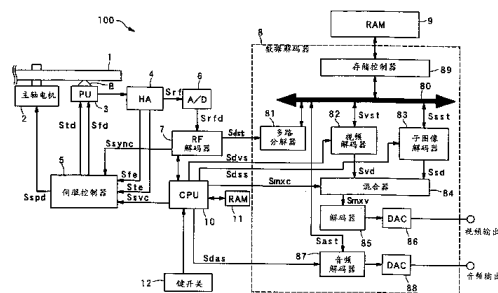 100
RAM
9
8
数据解码器
存储控制器
89
1
B
主轴电机
2
PU
3
4
HA
Srf
6
A/D
Srfd
80
Std
Sfd
7
RF
解码器
Sdst
81
多路
分解器
82
Svst
视频
解码器
83
Ssst
子图像
解码器
Ssync
Sdvs
Sdss
5
伺服控制器
Sfe
Ste
Ssvc
Sspd
CPU
10
RAM
11
Smxc
Svd
Ssd
混合器
84
Smxv
解码器
85
DAC
86
视频输出
Sast
87
音频
解码器
DAC
88
音频输出
12
键开关
Sdas